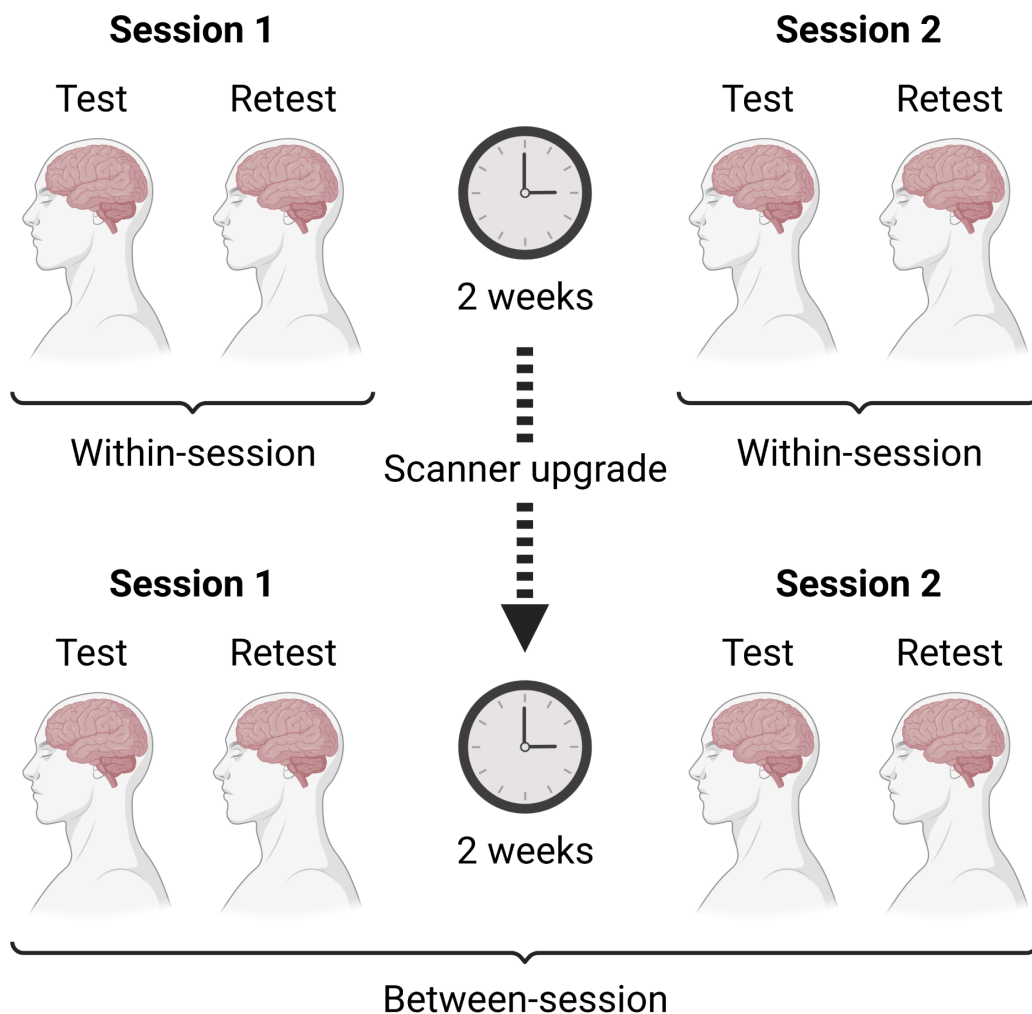 Session 1
Session 2
Test
Retest
Test
Retest
2 weeks
Within-session
Within-session
Scanner upgrade
Session 1
Session 2
Test
Retest
Test
Retest
2 weeks
Between-session